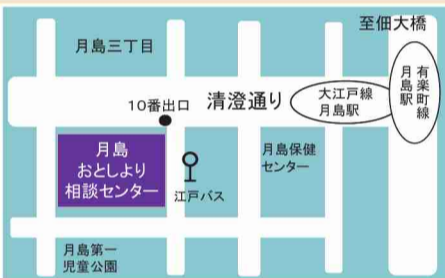 至佃大橋
月島三丁目
有楽町線
月島駅
大江戸線
月島駅
清澄通り
10番出口
月島
おとしより
相談センター
月島保健
センター
江戸バス
月島第一
児童公園